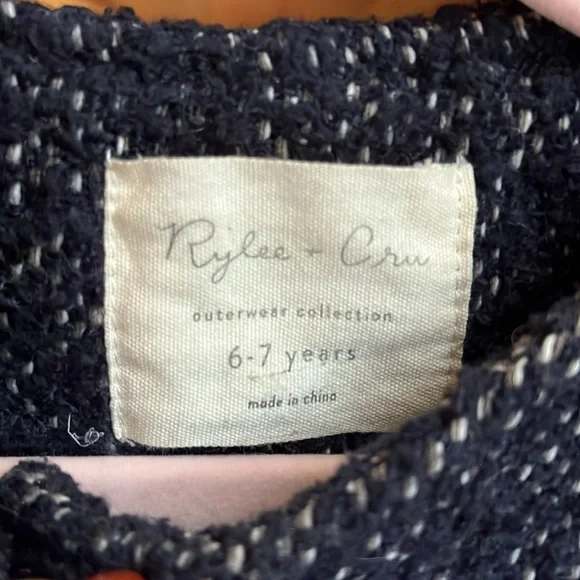 Rylee + Cru
outerwear collection
6-7 years
made in china